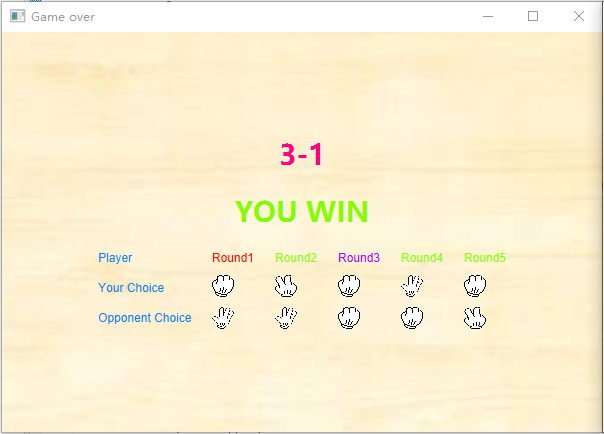 Game over
3-1
YOU WIN
Player Round1 Round2 Round3 Round4 Round5
Your Choice
Opponent Choice